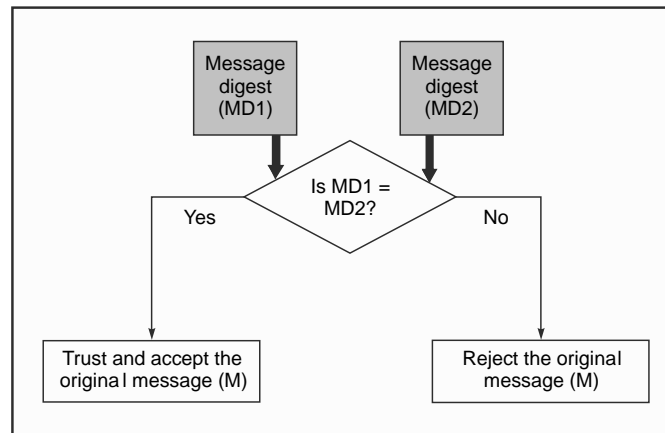 Message
digest
(MD1)
Message
digest
(MD2)
Is MD1 =
MD2?
Yes
No
Trust and accept the
original message (M)
Reject the original
message (M)